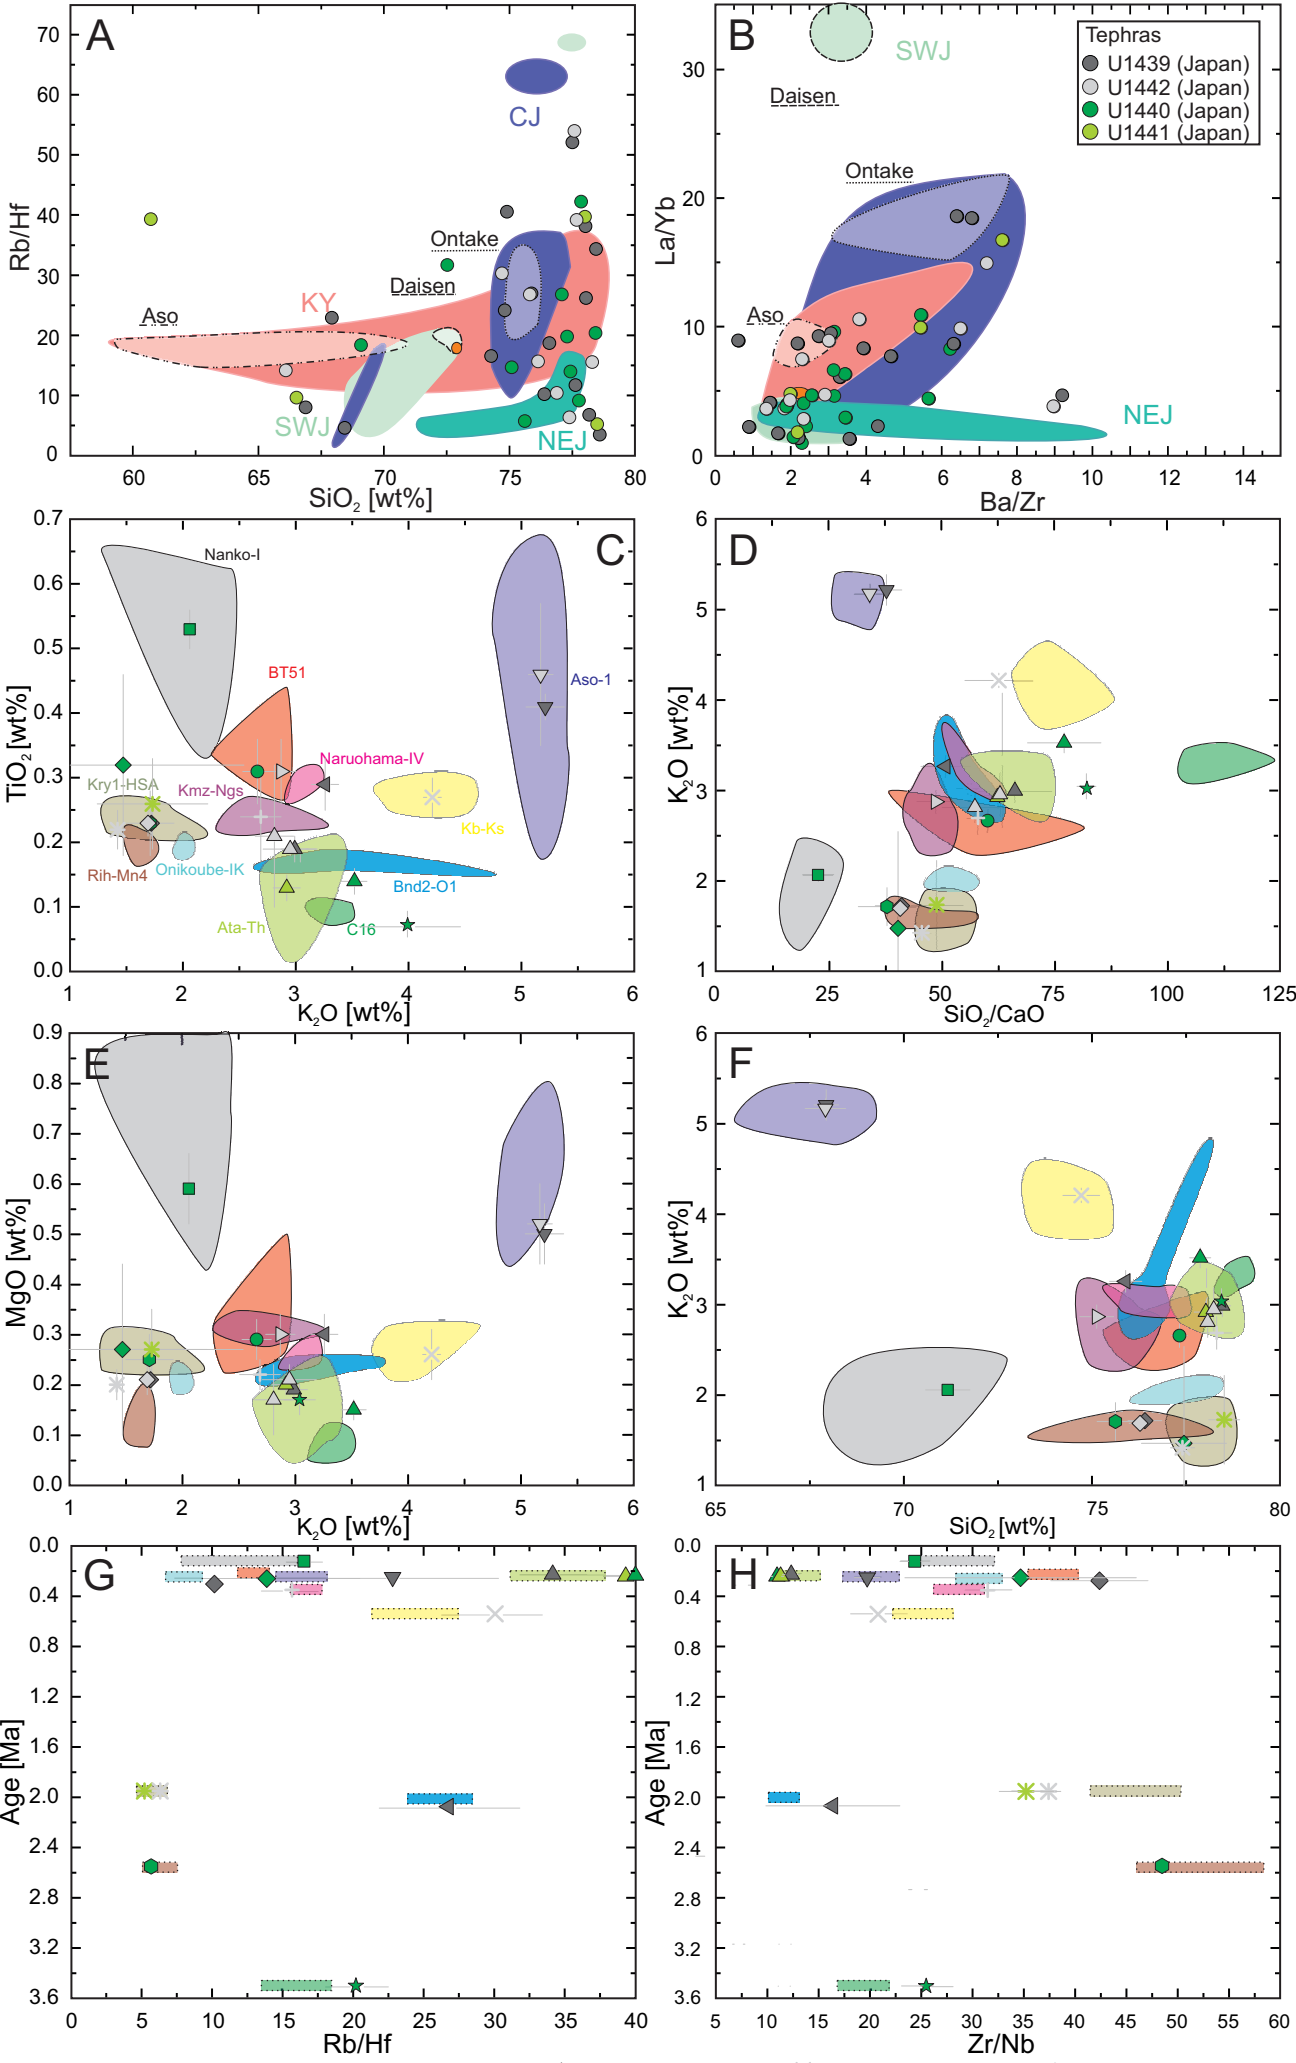 A
70
60
50
40
30
20
10
0
Rb/Hf
CJ
Ontake
Daisen
Aso
KY
SWJ
NEJ
60
65
70
75
80
SiO2 [wt%]
B
SWJ
Daisen
Ontake
Aso
NEJ
Tephras
U1439 (Japan)
U1442 (Japan)
U1440 (Japan)
U1441 (Japan)
30
20
10
0
La/Yb
0
2
4
6
8
10
12
14
Ba/Zr
C
0.7
0.6
0.5
0.4
0.3
0.2
0.1
0.0
TiO2 [wt%]
Nanko-I
BT51
Aso-1
Naruohama-IV
Kry1-HSA
Kmz-Ngs
Kb-Ks
Rih-Mn4
Onikoube-IK
Bnd2-O1
Ata-Th
C16
1
2
3
4
5
6
K2O [wt%]
D
6
5
4
3
2
1
K2O [wt%]
0
25
50
75
100
125
SiO2/CaO
E
0.9
0.8
0.7
0.6
0.5
0.4
0.3
0.2
0.1
0.0
MgO [wt%]
1
2
3
4
5
6
K2O [wt%]
F
6
5
4
3
2
1
K2O [wt%]
65
70
75
80
SiO2 [wt%]
G
0.0
0.4
0.8
1.2
1.6
2.0
2.4
2.8
3.2
3.6
Age [Ma]
0
5
10
15
20
25
30
35
40
Rb/Hf
H
0.0
0.4
0.8
1.2
1.6
2.0
2.4
2.8
3.2
3.6
Age [Ma]
5
10
15
20
25
30
35
40
45
50
55
60
Zr/Nb